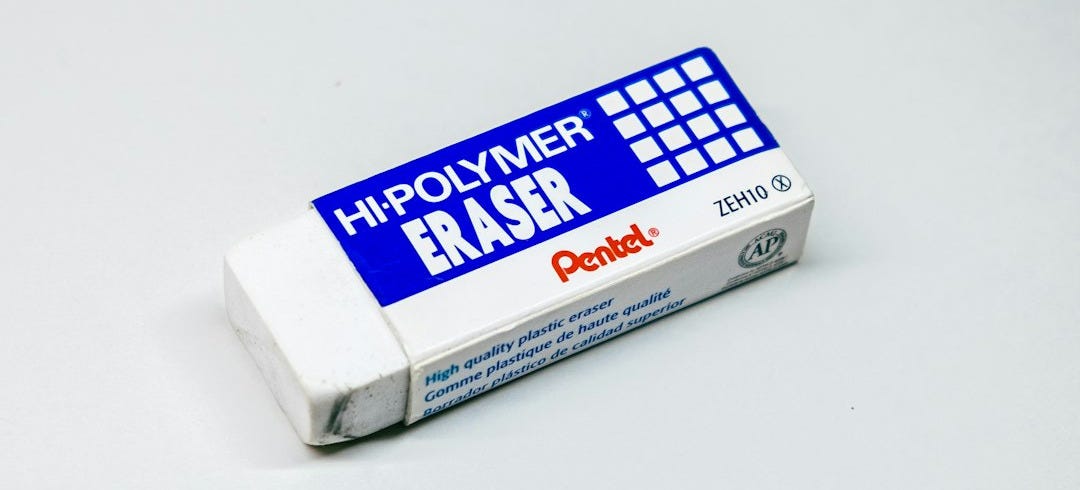 HI-POLYMER®
ERASER
Pentel®
ZEH10 Ⓧ
High quality plastic eraser
Gomme plastique de haute qualité
Borrador plástico de calidad superior
AP